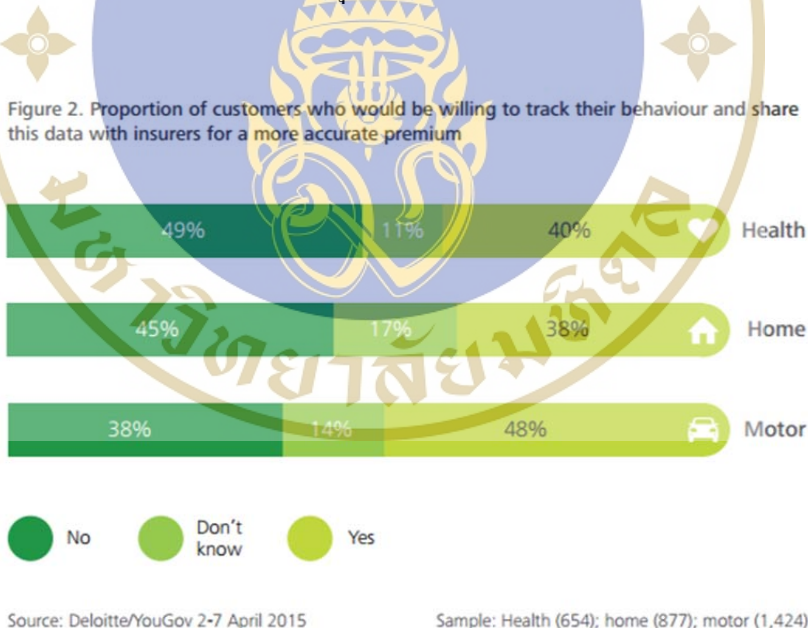 Figure 2. Proportion of customers who would be willing to track their behaviour and share
this data with insurers for a more accurate premium
49% 11% 40% Health
45% 17% 38% Home
38% 14% 48% Motor
No Don't know Yes
มหาวิทยาลัยมหิดล
Source: Deloitte/YouGov 2-7 April 2015 Sample: Health (654); home (877); motor (1,424)